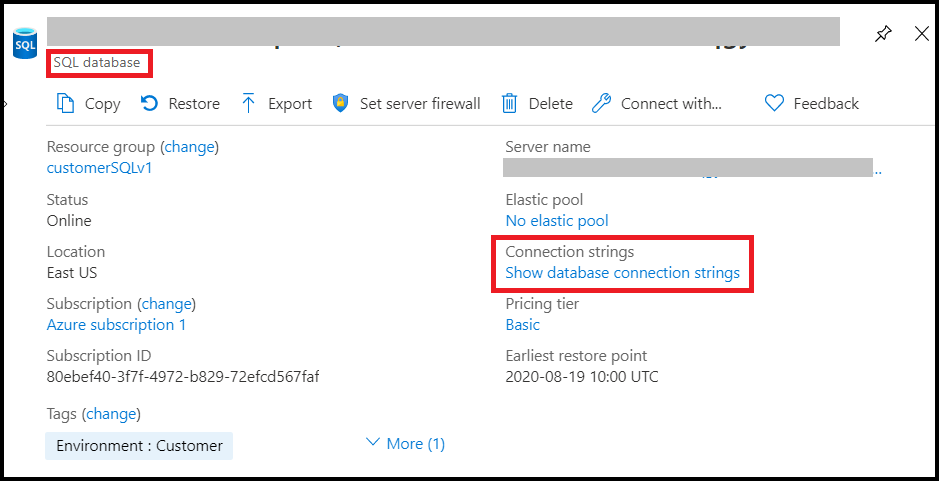 SQL
SQL database
Copy
Restore
Export
Set server firewall
Delete
Connect with...
Feedback
Resource group (change)
customerSQLv1
Server name
..
Status
Online
Elastic pool
No elastic pool
Location
East US
Connection strings
Show database connection strings
Subscription (change)
Azure subscription 1
Pricing tier
Basic
Subscription ID
80ebef40-3f7f-4972-b829-72efcd567faf
Earliest restore point
2020-08-19 10:00 UTC
Tags (change)
Environment : Customer
More (1)